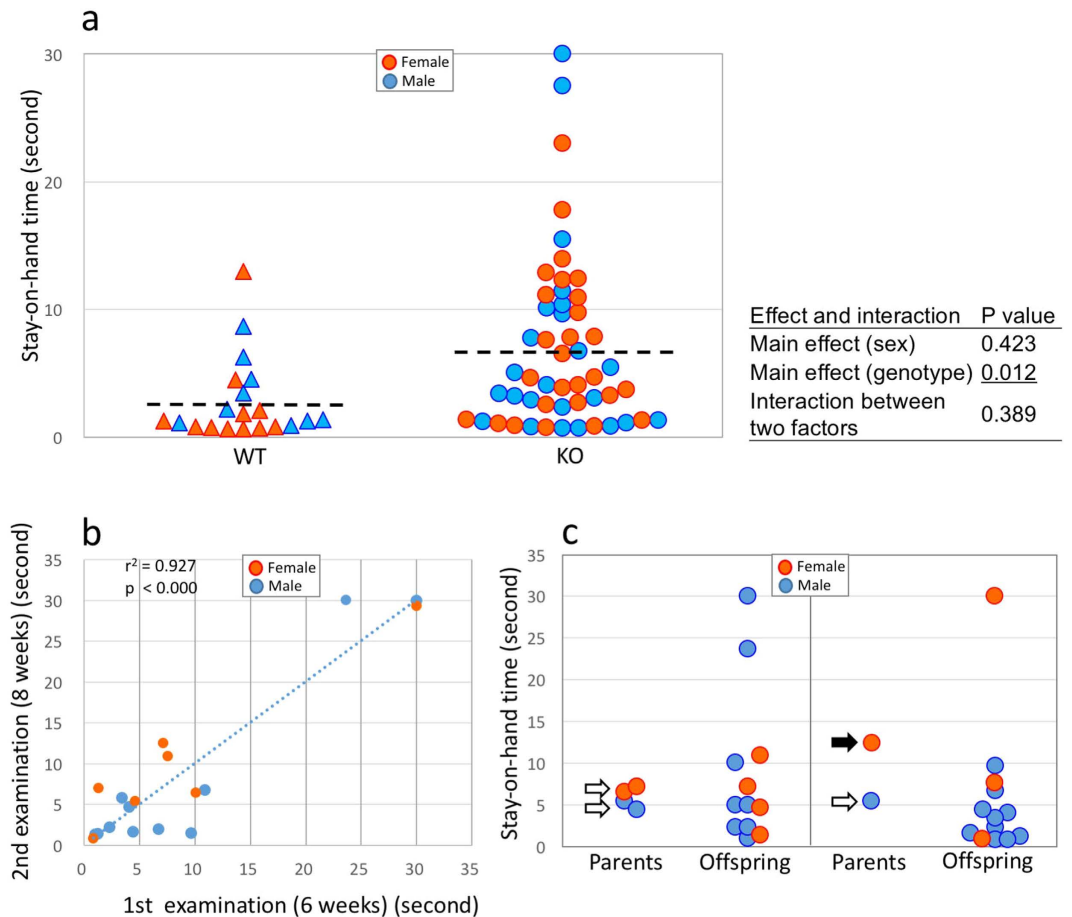 a
Stay-on-hand time (second)
30
20
10
0
Female
Male
WT
KO
Effect and interaction P value
Main effect (sex) 0.423
Main effect (genotype) 0.012
Interaction between
two factors 0.389
b
2nd examination (8 weeks) (second)
r² = 0.927
p < 0.000
Female
Male
35
30
25
20
15
10
5
0
0 5 10 15 20 25 30 35
1st examination (6 weeks) (second)
c
Stay-on-hand time (second)
35
30
25
20
15
10
5
0
Female
Male
Parents Offspring Parents Offspring